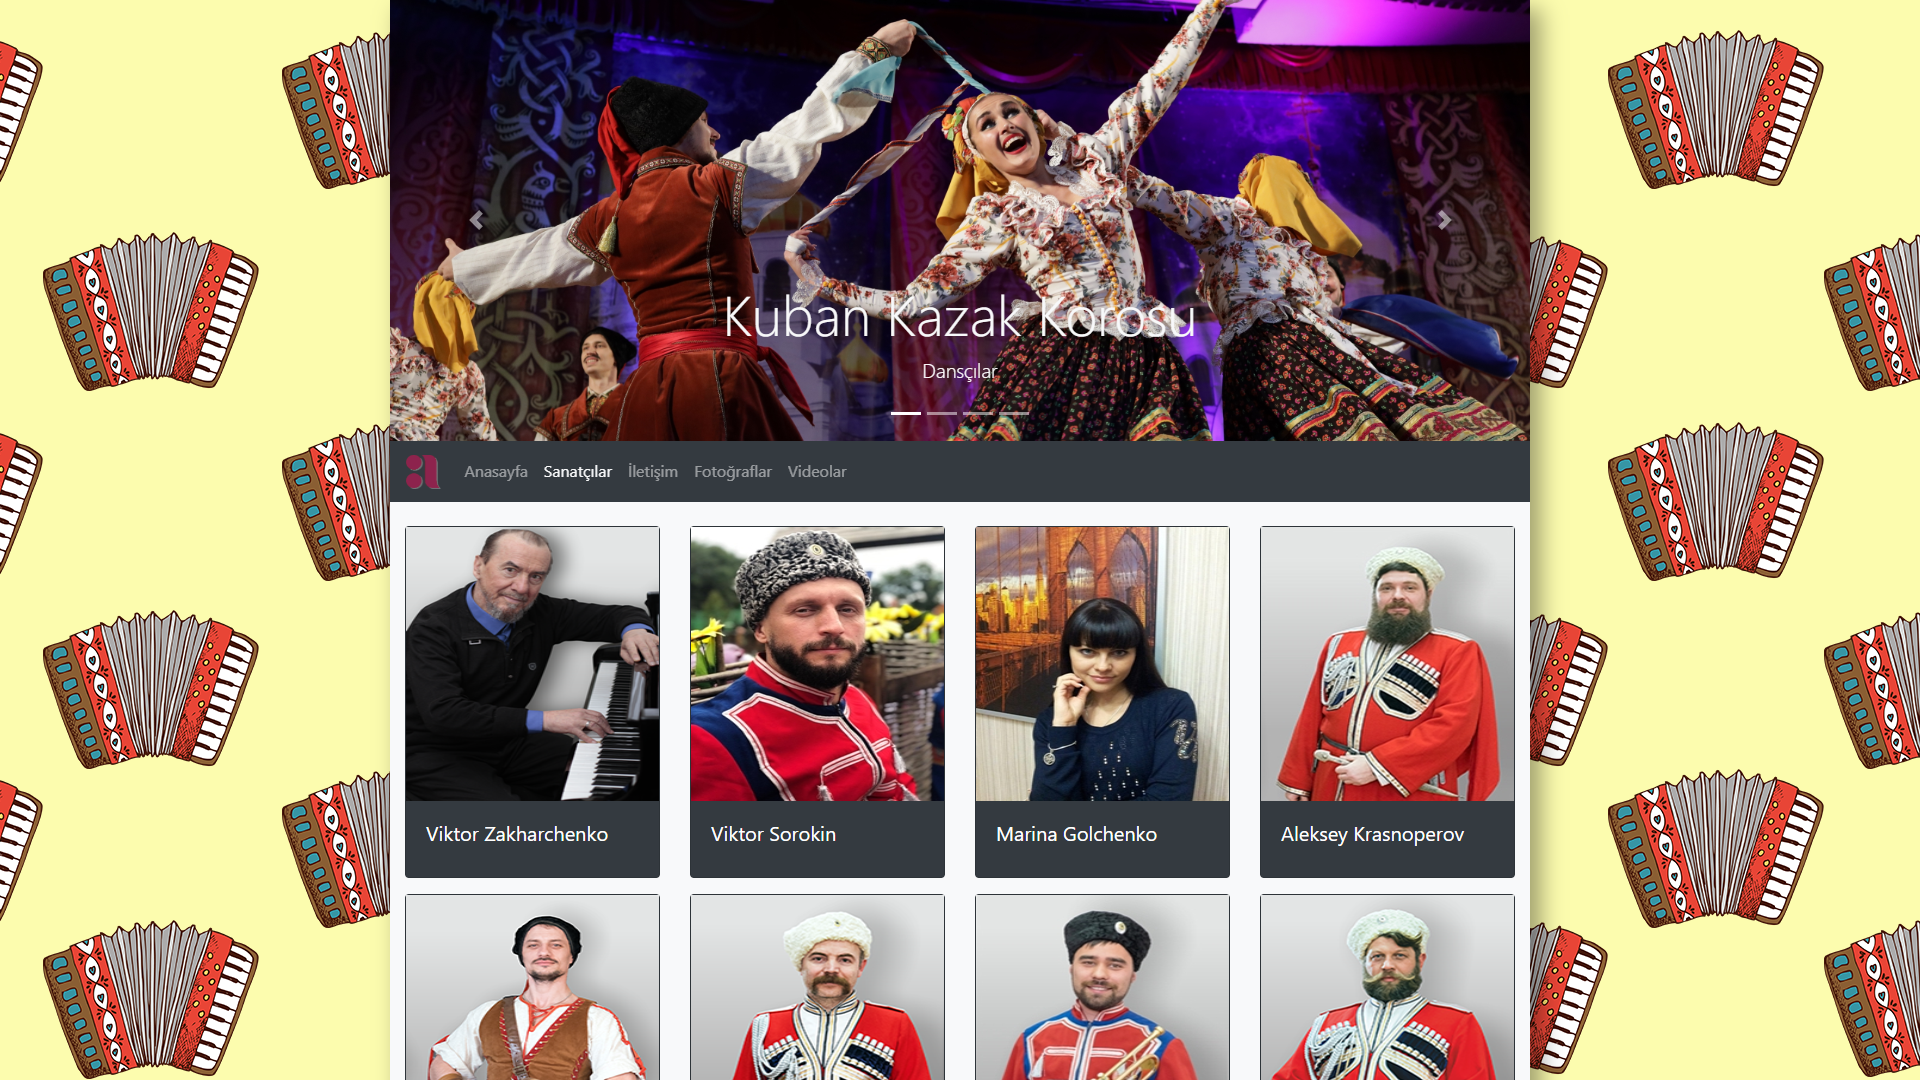 Kuban Kazak Korosu
Dansçılar
Anasayfa Sanatçılar İletişim Fotoğraflar Videolar
Viktor Zakharchenko
Viktor Sorokin
Marina Golchenko
Aleksey Krasnoperov